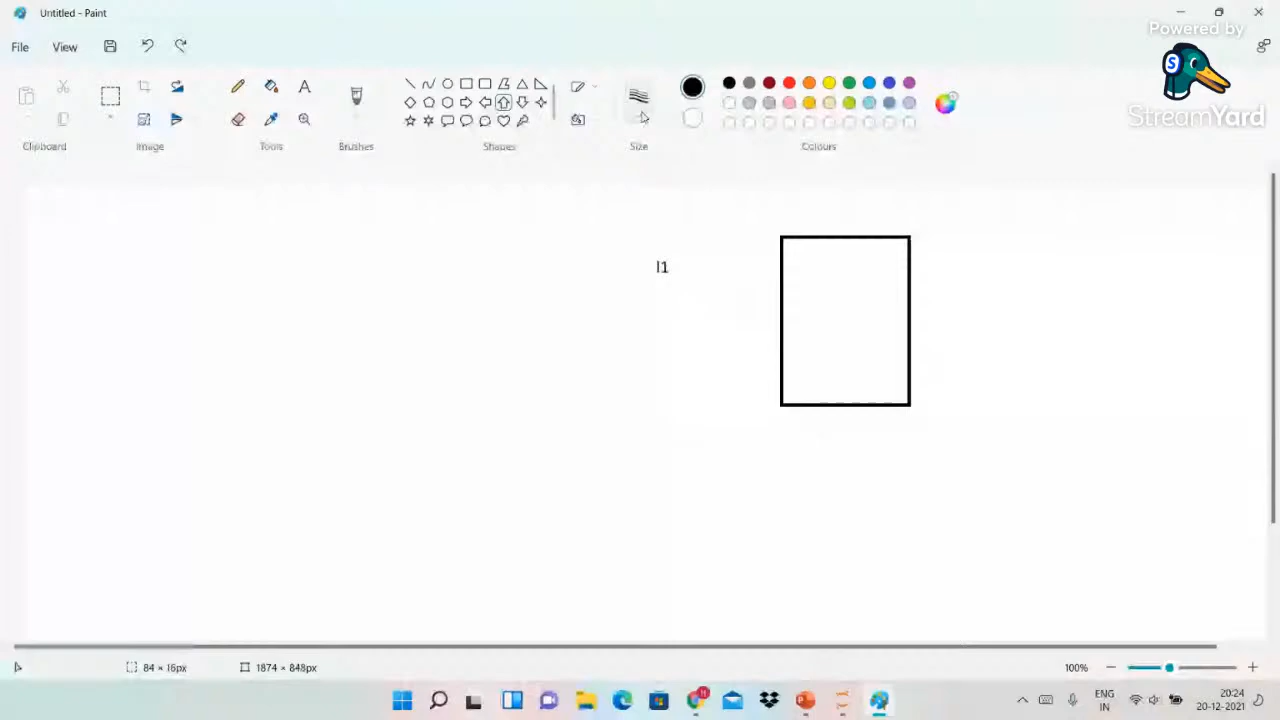 Untitled - Paint
Powered by
File View
StreamYard
Clipboard Image Tools Brushes Shapes Size Colours
l1
84 × 16px 1874 × 848px 100%
ENG
IN
20:24
20-12-2021